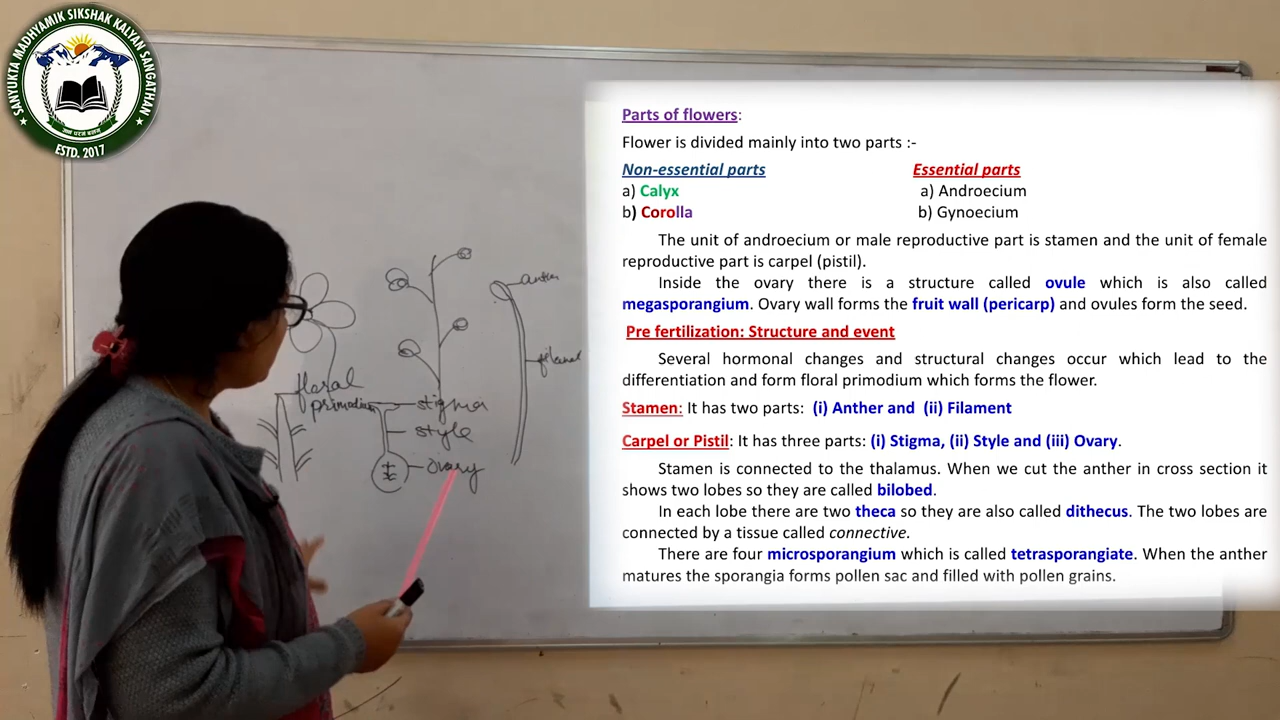 SANYUKTA MADHYAMIK SIKSHAK KALYAN SANGATHAN
ज्ञान परमं बलम्
ESTD. 2017
Parts of flowers:
Flower is divided mainly into two parts :-
Non-essential parts Essential parts
a) Calyx a) Androecium
b) Corolla b) Gynoecium
The unit of androecium or male reproductive part is stamen and the unit of female
reproductive part is carpel (pistil).
Inside the ovary there is a structure called ovule which is also called
megasporangium. Ovary wall forms the fruit wall (pericarp) and ovules form the seed.
Pre fertilization: Structure and event
Several hormonal changes and structural changes occur which lead to the
differentiation and form floral primodium which forms the flower.
Stamen: It has two parts: (i) Anther and (ii) Filament
Carpel or Pistil: It has three parts: (i) Stigma, (ii) Style and (iii) Ovary.
Stamen is connected to the thalamus. When we cut the anther in cross section it
shows two lobes so they are called bilobed.
In each lobe there are two theca so they are also called dithecus. The two lobes are
connected by a tissue called connective.
There are four microsporangium which is called tetrasporangiate. When the anther
matures the sporangia forms pollen sac and filled with pollen grains.
floral
primodium
stigma
style
ovary
anther